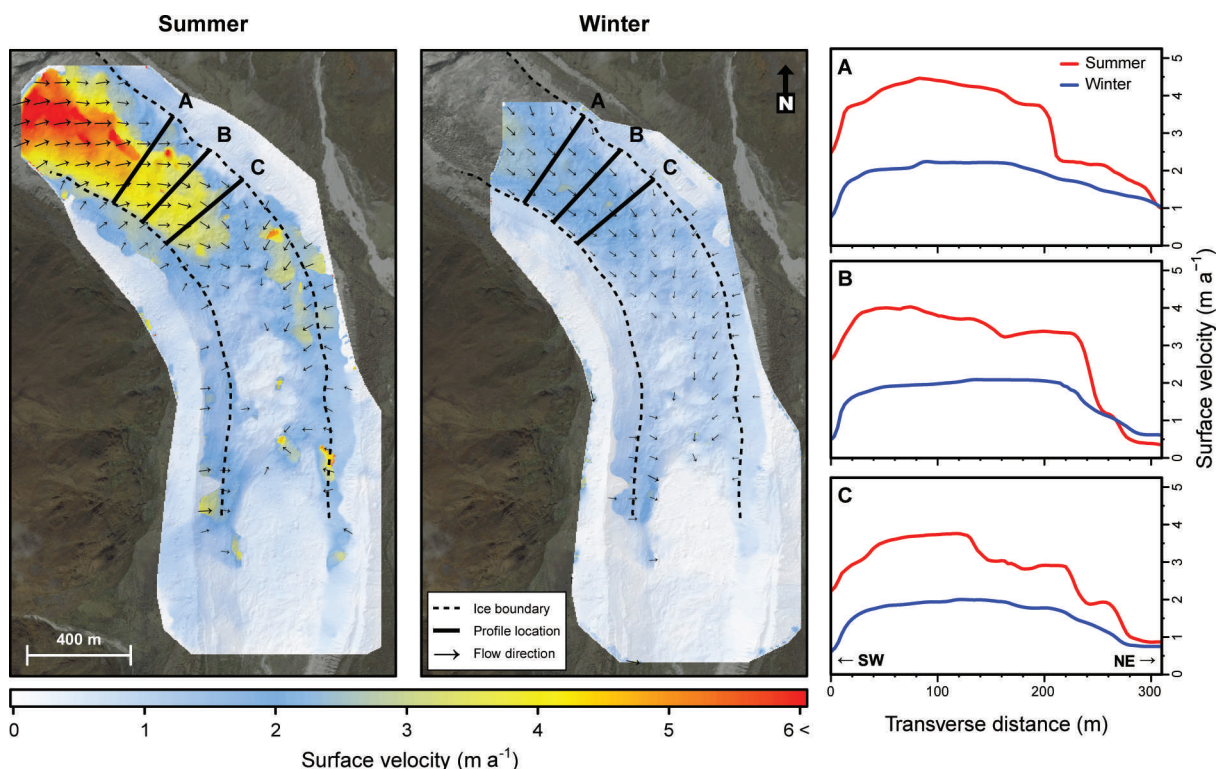 Summer
Winter
A
B
C
A
B
C
N
400 m
Ice boundary
Profile location
Flow direction
0 1 2 3 4 5 6 <
Surface velocity (m a⁻¹)
A
Summer
Winter
0 1 2 3 4 5
B
0 1 2 3 4 5
C
← SW NE →
0 1 2 3 4 5
Surface velocity (m a⁻¹)
0 100 200 300
Transverse distance (m)